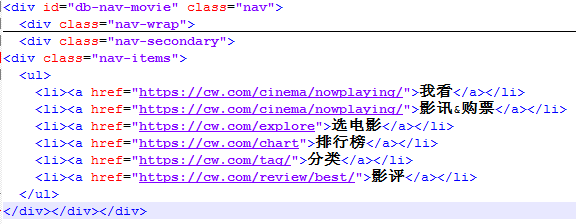 <div id="db-nav-movie" class="nav">
<div class="nav-wrap">
<div class="nav-secondary">
<div class="nav-items">
<ul>
<li><a href="https://cw.com/cinema/nowplaying/">我看</a></li>
<li><a href="https://cw.com/cinema/nowplaying/">影讯&购票</a></li>
<li><a href="https://cw.com/explore">选电影</a></li>
<li><a href="https://cw.com/chart">排行榜</a></li>
<li><a href="https://cw.com/tag/">分类</a></li>
<li><a href="https://cw.com/review/best/">影评</a></li>
</ul>
</div></div></div>